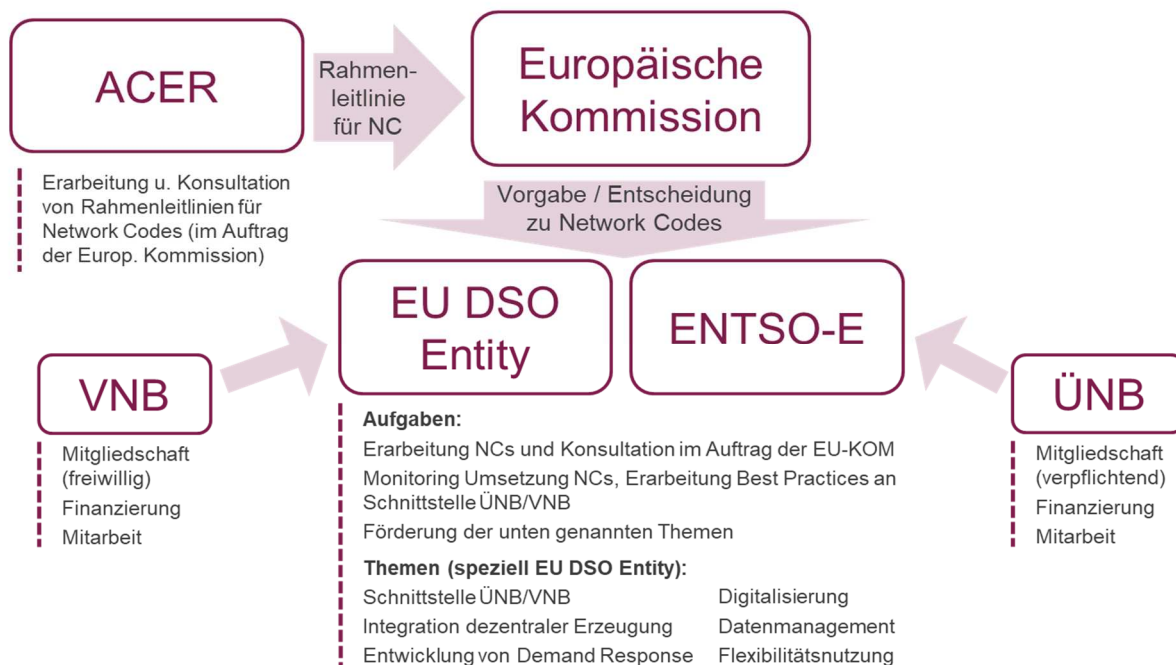 ACER
Rahmen-
leitlinie
für NC
Europäische
Kommission
Erarbeitung u. Konsultation
von Rahmenleitlinien für
Network Codes (im Auftrag
der Europ. Kommission)
Vorgabe / Entscheidung
zu Network Codes
EU DSO
Entity
ENTSO-E
VNB
Mitgliedschaft
(freiwillig)
Finanzierung
Mitarbeit
ÜNB
Mitgliedschaft
(verpflichtend)
Finanzierung
Mitarbeit
Aufgaben:
Erarbeitung NCs und Konsultation im Auftrag der EU-KOM
Monitoring Umsetzung NCs, Erarbeitung Best Practices an
Schnittstelle ÜNB/VNB
Förderung der unten genannten Themen
Themen (speziell EU DSO Entity):
Schnittstelle ÜNB/VNB
Integration dezentraler Erzeugung
Entwicklung von Demand Response
Digitalisierung
Datenmanagement
Flexibilitätsnutzung